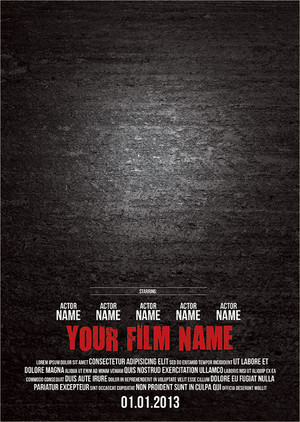 STARRING
ACTOR ACTOR ACTOR ACTOR ACTOR
NAME NAME NAME NAME NAME
YOUR FILM NAME
LOREM IPSUM DOLOR SIT AMET CONSECTETUR ADIPISICING ELIT SED DO EIUSMOD TEMPOR INCIDIDUNT UT LABORE ET
DOLORE MAGNA ALIQUA UT ENIM AD MINIM VENIAM QUIS NOSTRUD EXERCITATION ULLAMCO LABORIS NISI UT ALIQUIP EX EA
COMMODO CONSEQUAT DUIS AUTE IRURE DOLOR IN REPREHENDERIT IN VOLUPTATE VELIT ESSE CILLUM DOLORE EU FUGIAT NULLA
PARIATUR EXCEPTEUR SINT OCCAECAT CUPIDATAT NON PROIDENT SUNT IN CULPA QUI OFFICIA DESERUNT MOLLIT
01.01.2013